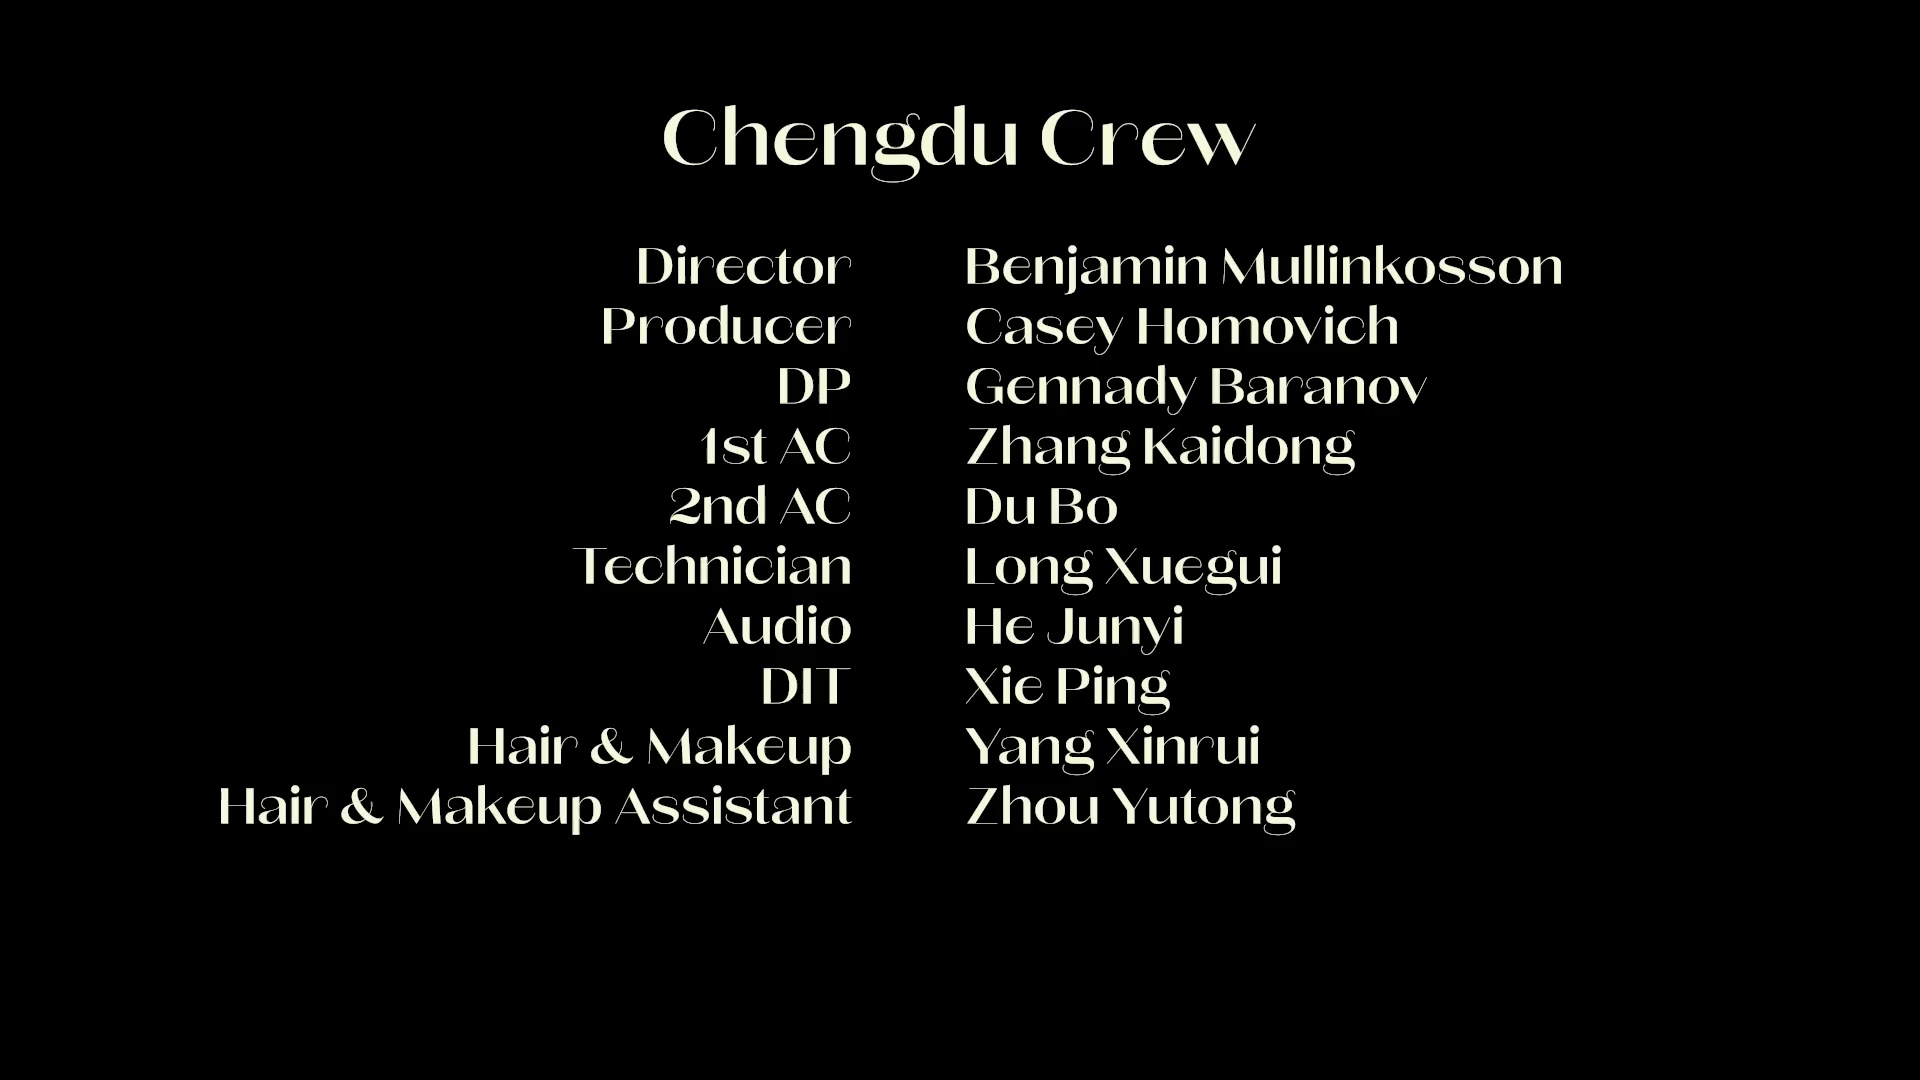 Chengdu Crew
Director Benjamin Mullinkosson
Producer Casey Homovich
DP Gennady Baranov
1st AC Zhang Kaidong
2nd AC Du Bo
Technician Long Xuegui
Audio He Junyi
DIT Xie Ping
Hair & Makeup Yang Xinrui
Hair & Makeup Assistant Zhou Yutong